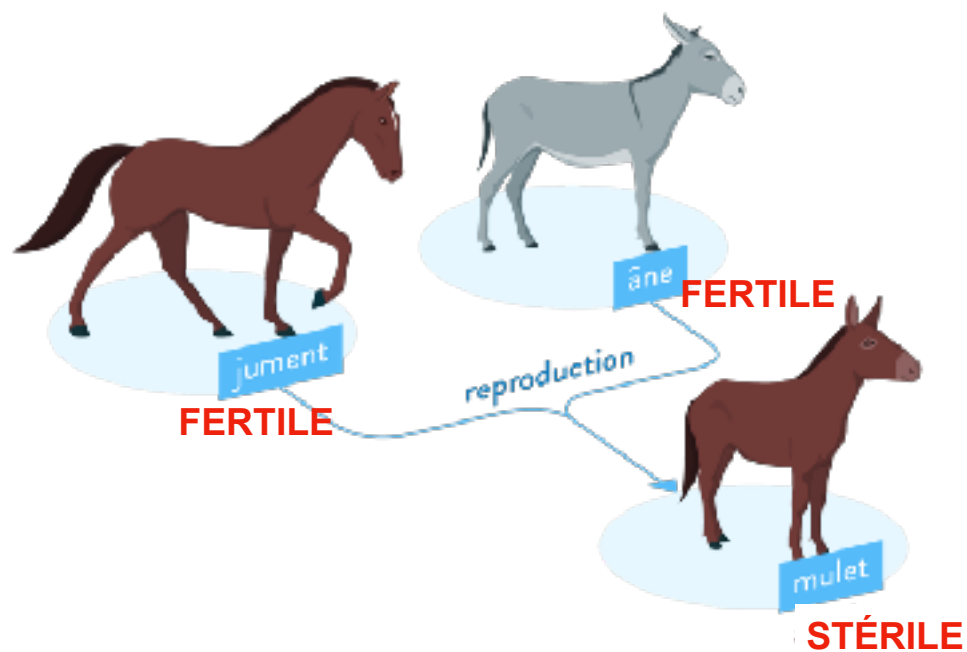 âne
FERTILE
jument
reproduction
FERTILE
mulet
STÉRILE